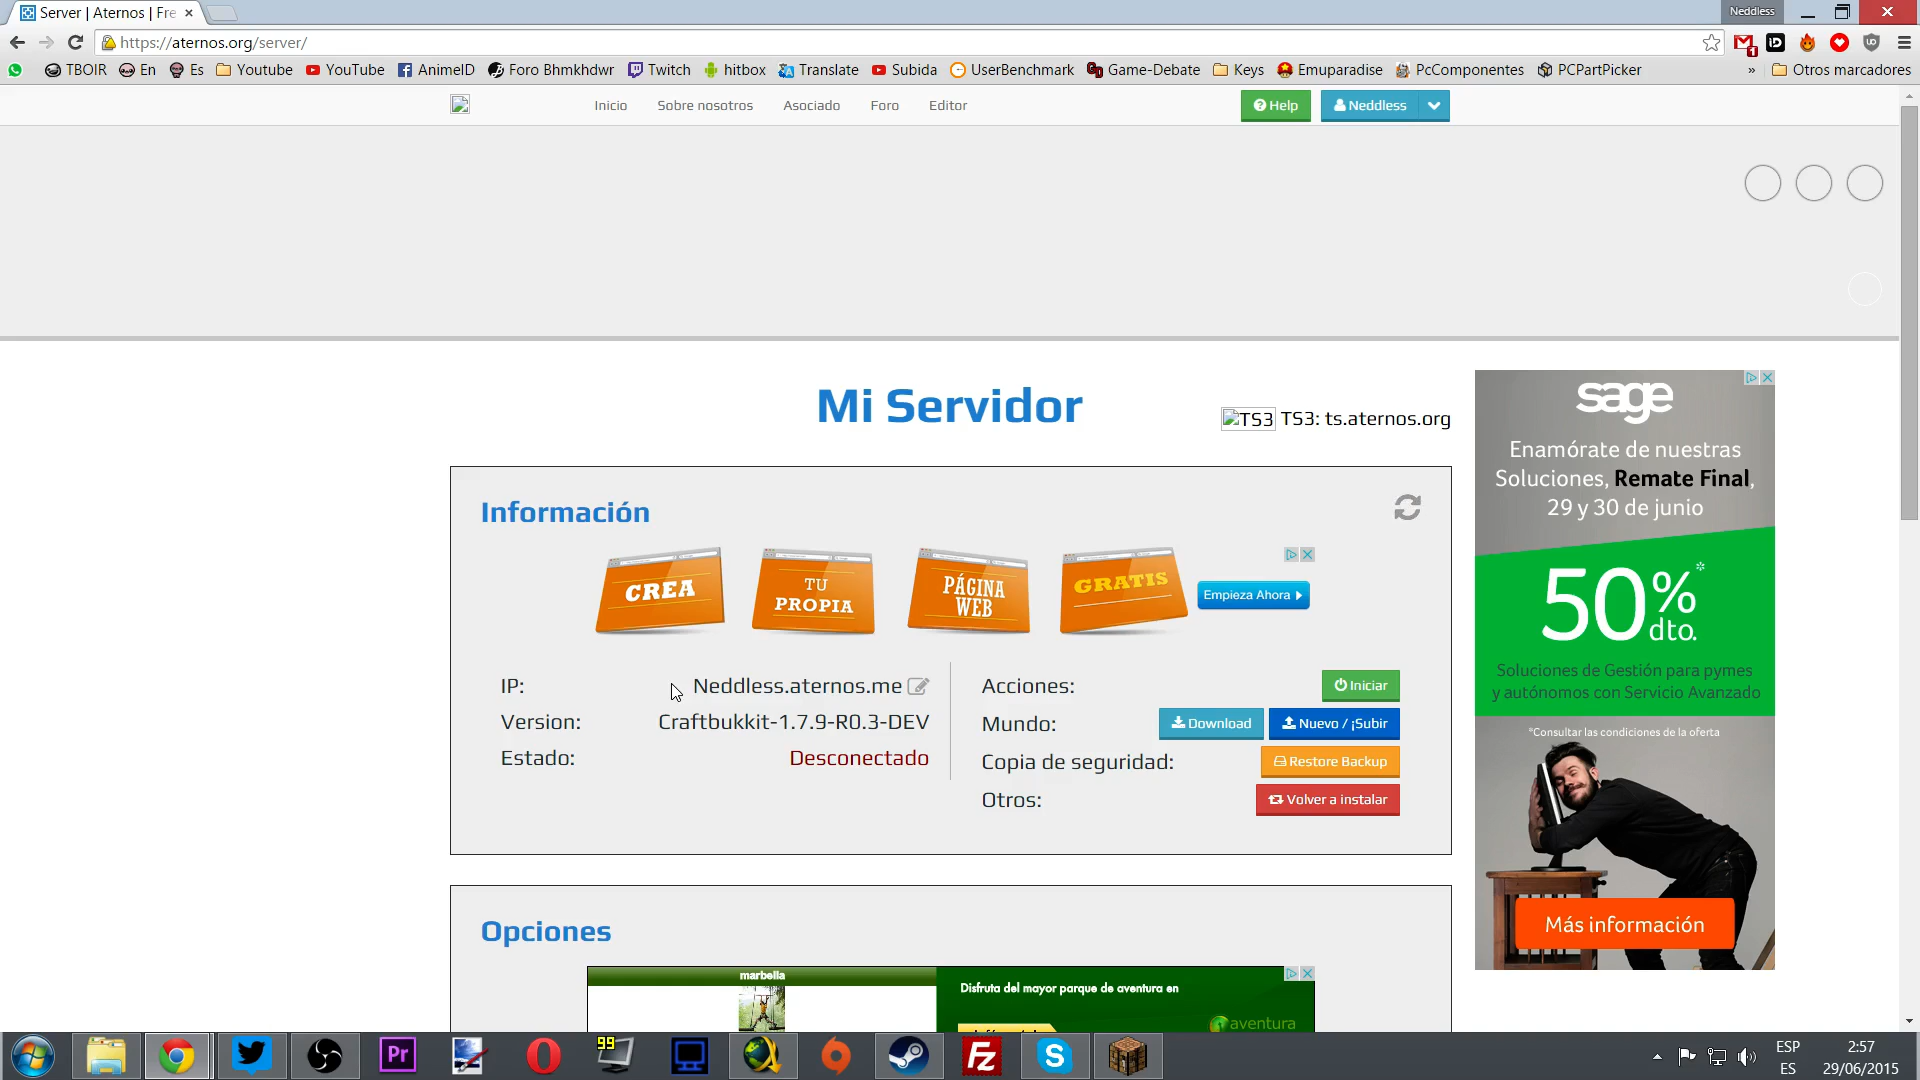 Server | Aternos | Fre
Neddless
https://aternos.org/server/
TBOIR
En
Es
Youtube
YouTube
AnimeID
Foro Bhmkhdwr
Twitch
hitbox
Translate
Subida
UserBenchmark
Game-Debate
Keys
Emuparadise
PcComponentes
PCPartPicker
»
Otros marcadores
Inicio
Sobre nosotros
Asociado
Foro
Editor
Help
Neddless
Mi Servidor
TS3 TS3: ts.aternos.org
Información
CREA
TU PROPIA
PÁGINA WEB
GRATIS
Empieza Ahora
IP: Neddless.aternos.me
Version: Craftbukkit-1.7.9-R0.3-DEV
Estado: Desconectado
Acciones: Iniciar
Mundo: Download Nuevo / ¡Subir
Copia de seguridad: Restore Backup
Otros: Volver a instalar
sage
Enamórate de nuestras
Soluciones, Remate Final,
29 y 30 de junio
50%*
dto.
Soluciones de Gestión para pymes
y autónomos con Servicio Avanzado
*Consultar las condiciones de la oferta
Más información
Opciones
marbella
Disfruta del mayor parque de aventura en
aventura
99
Pr
Fz
ESP
ES
2:57
29/06/2015